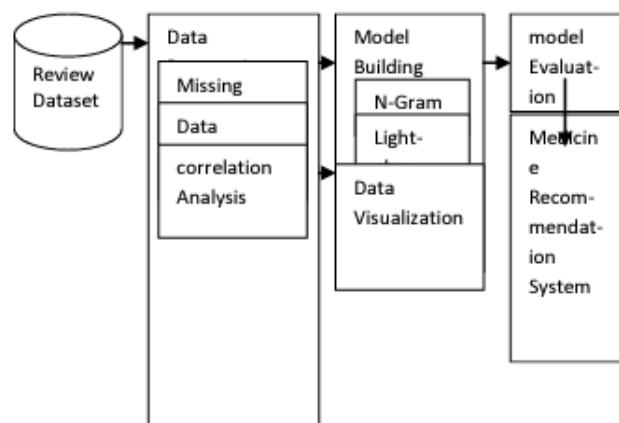 Review
Dataset
Data
Missing
Data
correlation
Analysis
Model
Building
N-Gram
Light-
Data
Visualization
model
Evaluat-
ion
Medicin
e
Recom-
mendat-
ion
System